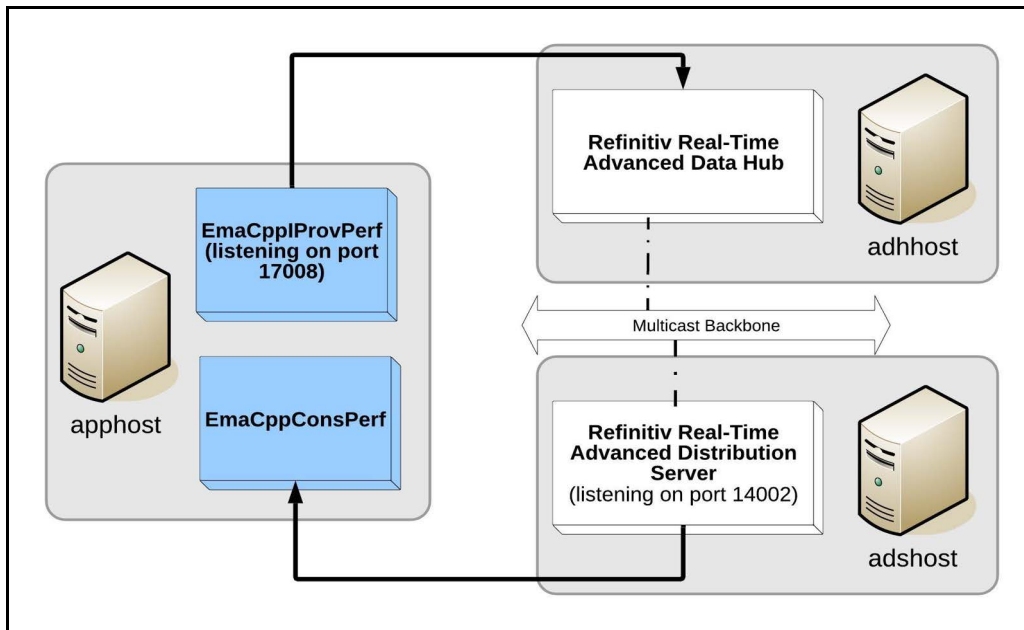 EmaCppIProvPerf
(listening on port
17008)
apphost
EmaCppConsPerf
Refinitiv Real-Time
Advanced Data Hub
adhhost
Multicast Backbone
Refinitiv Real-Time
Advanced Distribution
Server
(listening on port 14002)
adshost